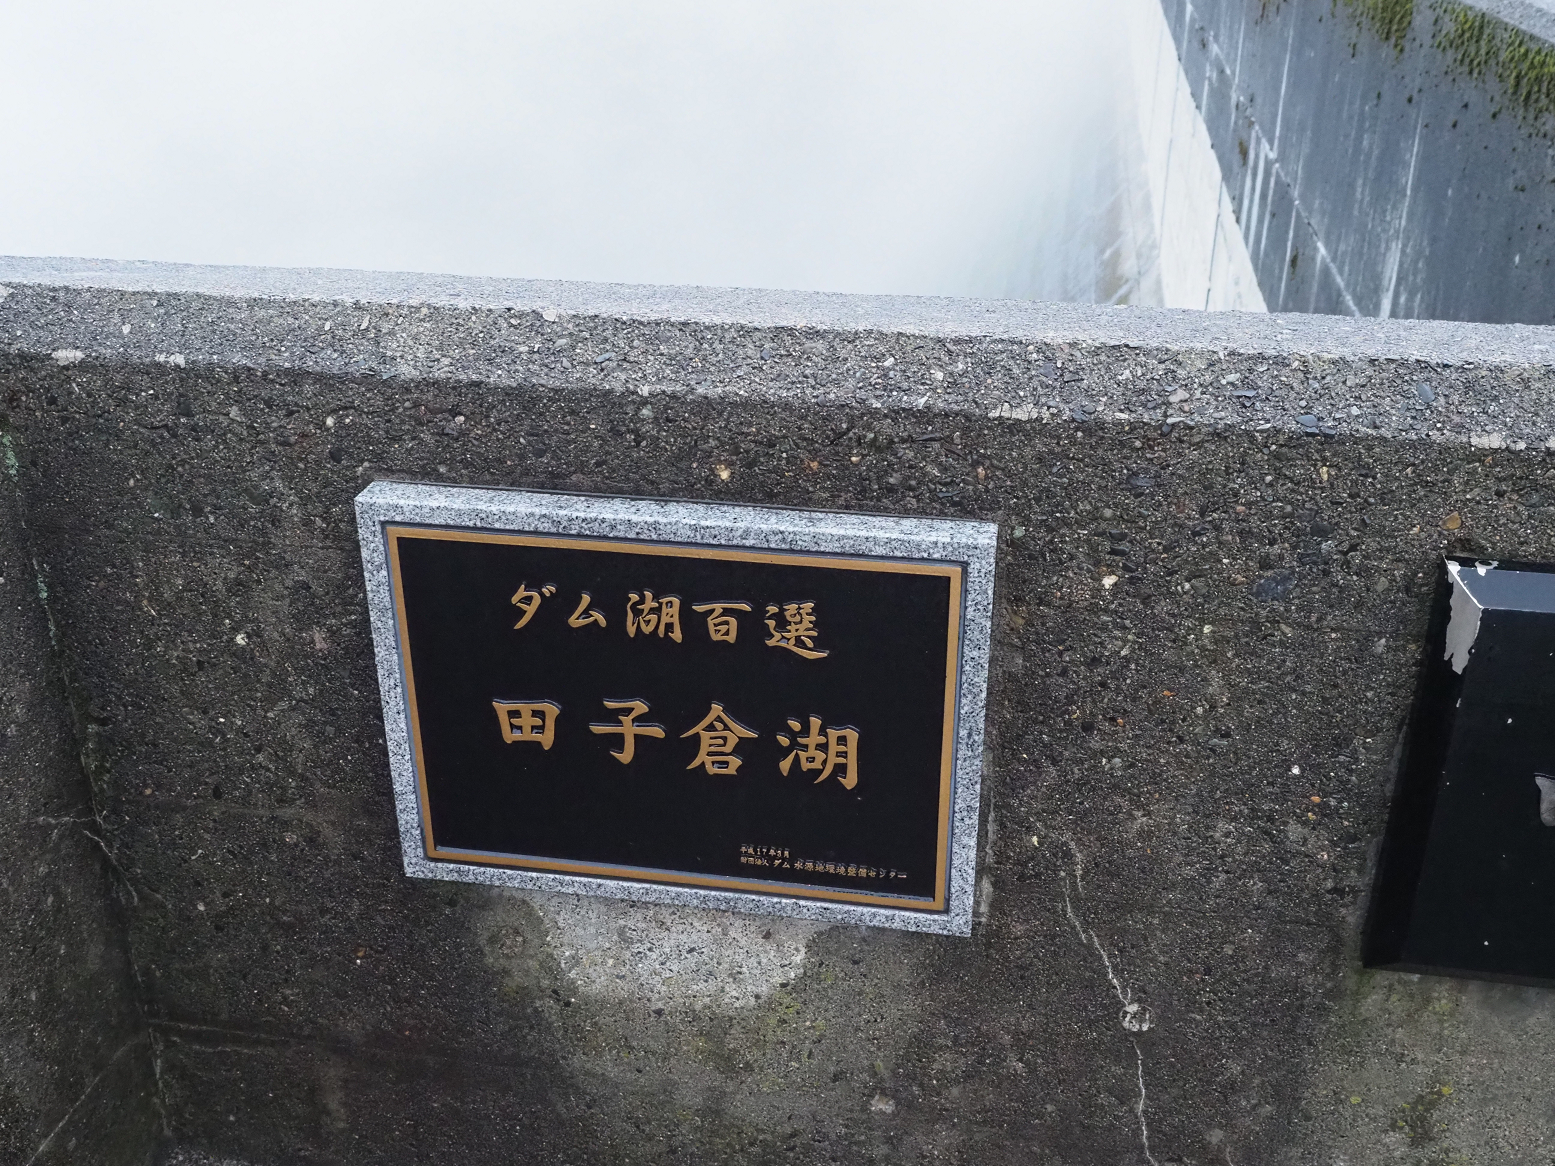 ダム湖百選
田子倉湖
平成17年3月
財団法人 ダム水源地環境整備センター